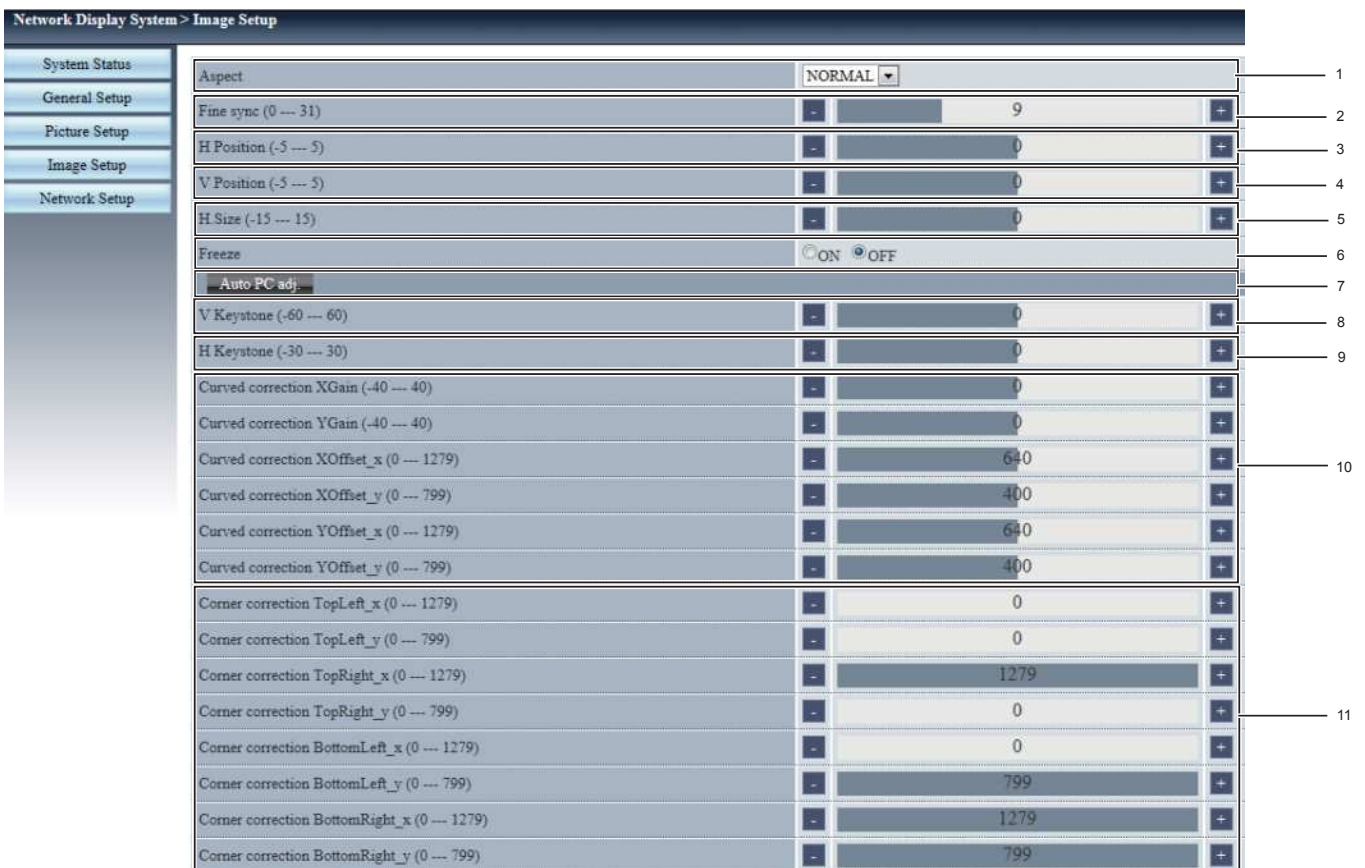 Network Display System > Image Setup
System Status
General Setup
Picture Setup
Image Setup
Network Setup
Aspect NORMAL 1
Fine sync (0 --- 31) - 9 + 2
H Position (-5 --- 5) - 0 + 3
V Position (-5 --- 5) - 0 + 4
H Size (-15 --- 15) - 0 + 5
Freeze ON OFF 6
Auto PC adj. 7
V Keystone (-60 --- 60) - 0 + 8
H Keystone (-30 --- 30) - 0 + 9
Curved correction XGain (-40 --- 40) - 0 +
Curved correction YGain (-40 --- 40) - 0 +
Curved correction XOffset_x (0 --- 1279) - 640 + 10
Curved correction XOffset_y (0 --- 799) - 400 +
Curved correction YOffset_x (0 --- 1279) - 640 +
Curved correction YOffset_y (0 --- 799) - 400 +
Corner correction TopLeft_x (0 --- 1279) - 0 +
Corner correction TopLeft_y (0 --- 799) - 0 +
Corner correction TopRight_x (0 --- 1279) - 1279 +
Corner correction TopRight_y (0 --- 799) - 0 + 11
Corner correction BottomLeft_x (0 --- 1279) - 0 +
Corner correction BottomLeft_y (0 --- 799) - 799 +
Corner correction BottomRight_x (0 --- 1279) - 1279 +
Corner correction BottomRight_y (0 --- 799) - 799 +